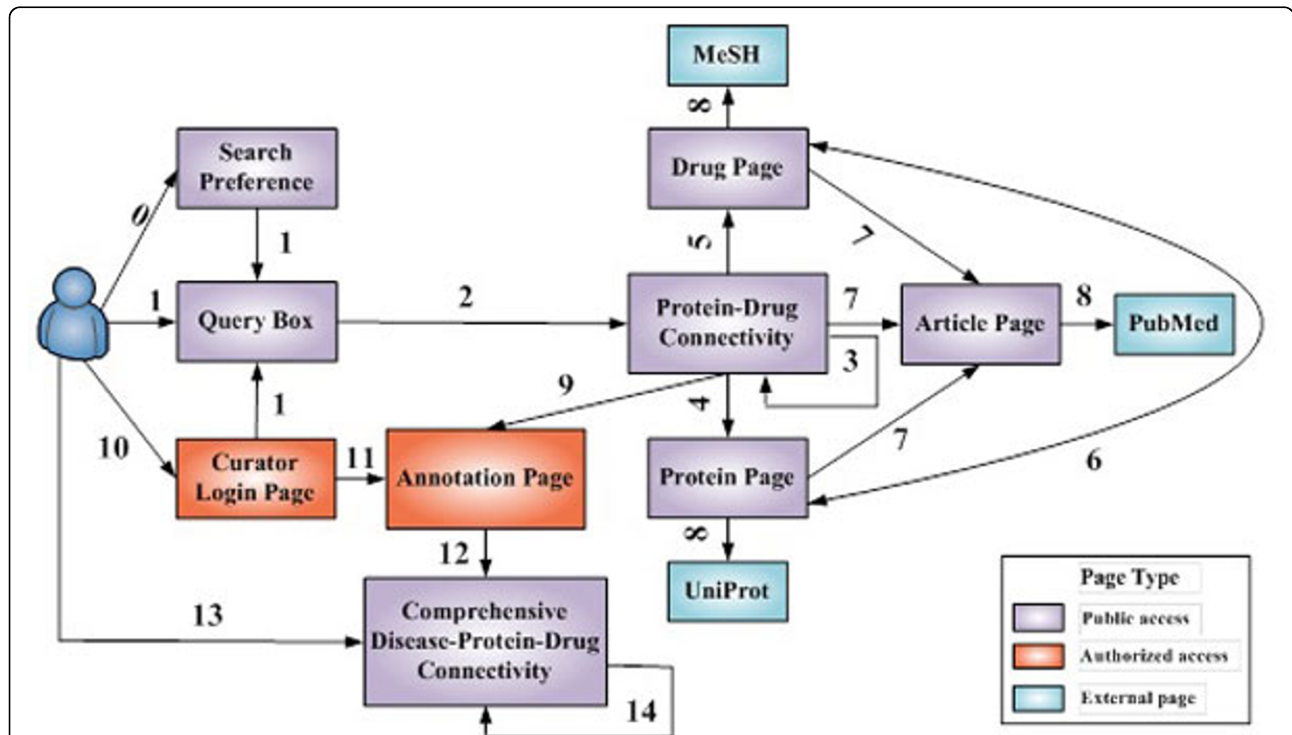 MeSH
8
Search
Preference
Drug Page
0
1
5
7
1
Query Box
2
Protein-Drug
Connectivity
7
3
Article Page
8
PubMed
1
9
4
10
Curator
Login Page
11
Annotation Page
Protein Page
7
6
12
8
UniProt
13
Comprehensive
Disease-Protein-Drug
Connectivity
14
Page Type
Public access
Authorized access
External page